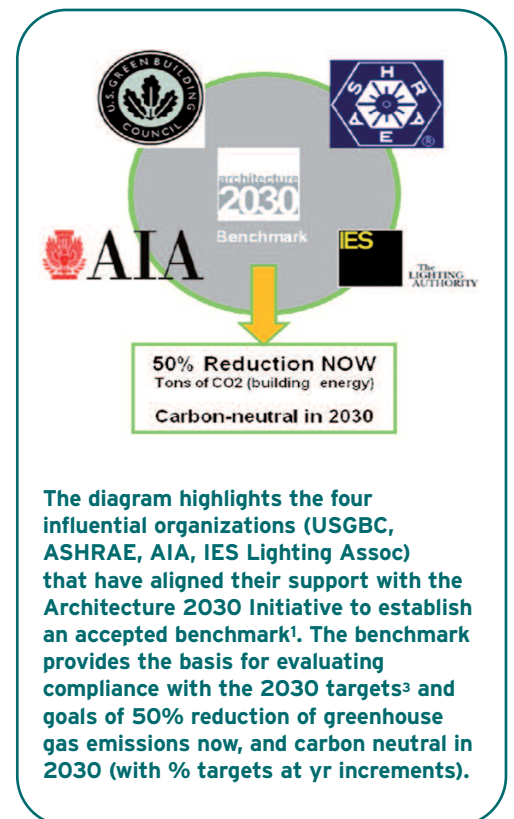 U.S. GREEN BUILDING COUNCIL
ASHRAE
®
architecture
2030
Benchmark
AIA
IES
The
LIGHTING
AUTHORITY
50% Reduction NOW
Tons of CO2 (building energy)
Carbon-neutral in 2030
The diagram highlights the four
influential organizations (USGBC,
ASHRAE, AIA, IES Lighting Assoc)
that have aligned their support with the
Architecture 2030 Initiative to establish
an accepted benchmark¹. The benchmark
provides the basis for evaluating
compliance with the 2030 targets³ and
goals of 50% reduction of greenhouse
gas emissions now, and carbon neutral in
2030 (with % targets at yr increments).